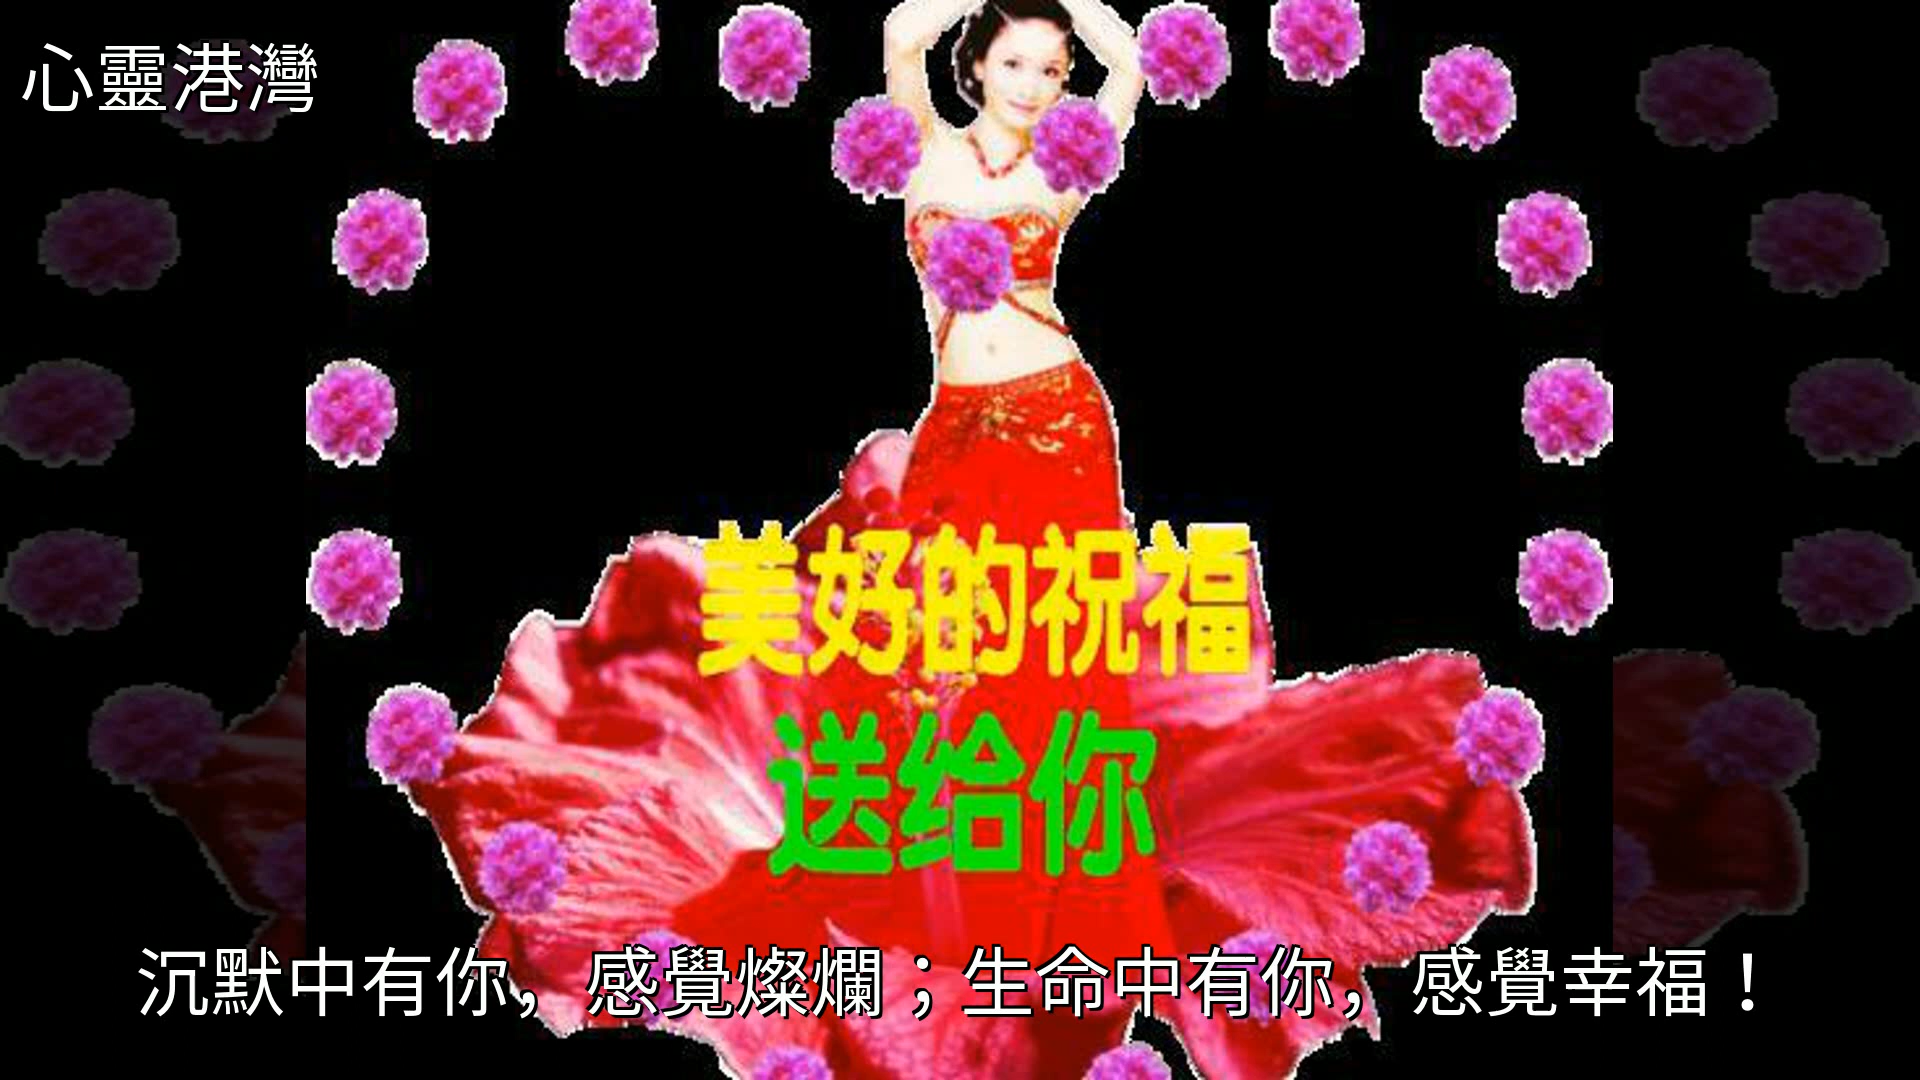 心靈港灣
美好的祝福
送给你
沉默中有你，感覺燦爛；生命中有你，感覺幸福！